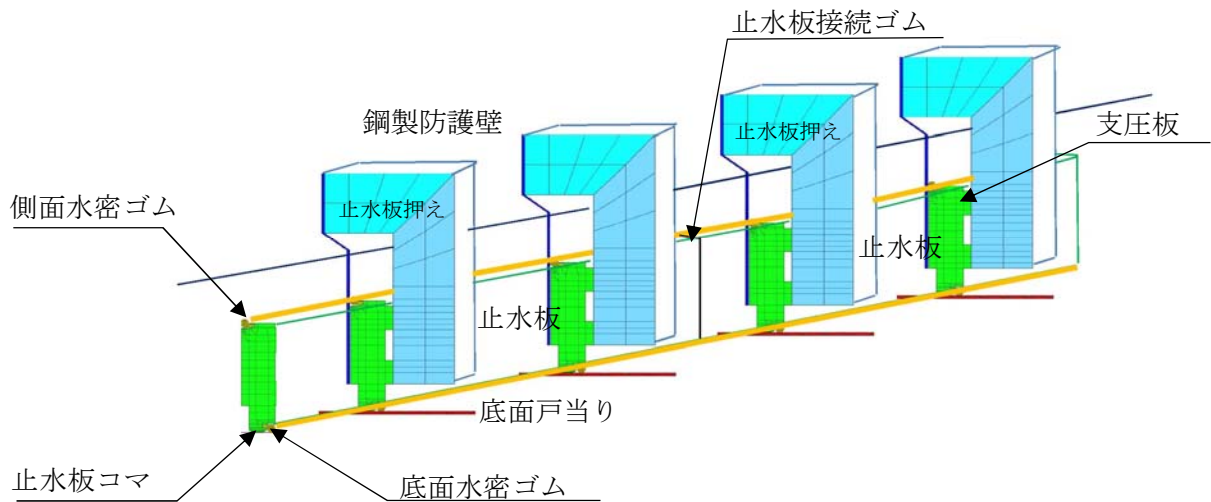 止水板接続ゴム
鋼製防護壁
止水板押え
支圧板
側面水密ゴム
止水板押え
止水板
止水板
底面戸当り
止水板コマ
底面水密ゴム